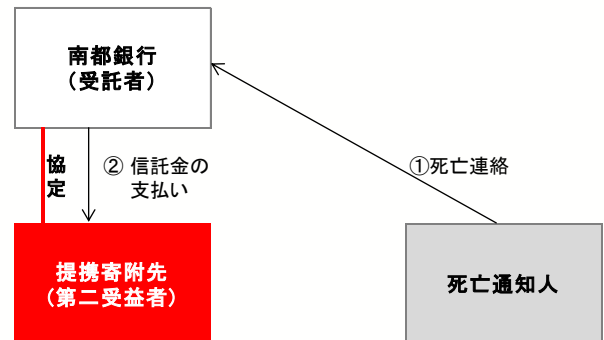 南都銀行
（受託者）
協
定
② 信託金の
支払い
①死亡連絡
提携寄附先
（第二受益者）
死亡通知人